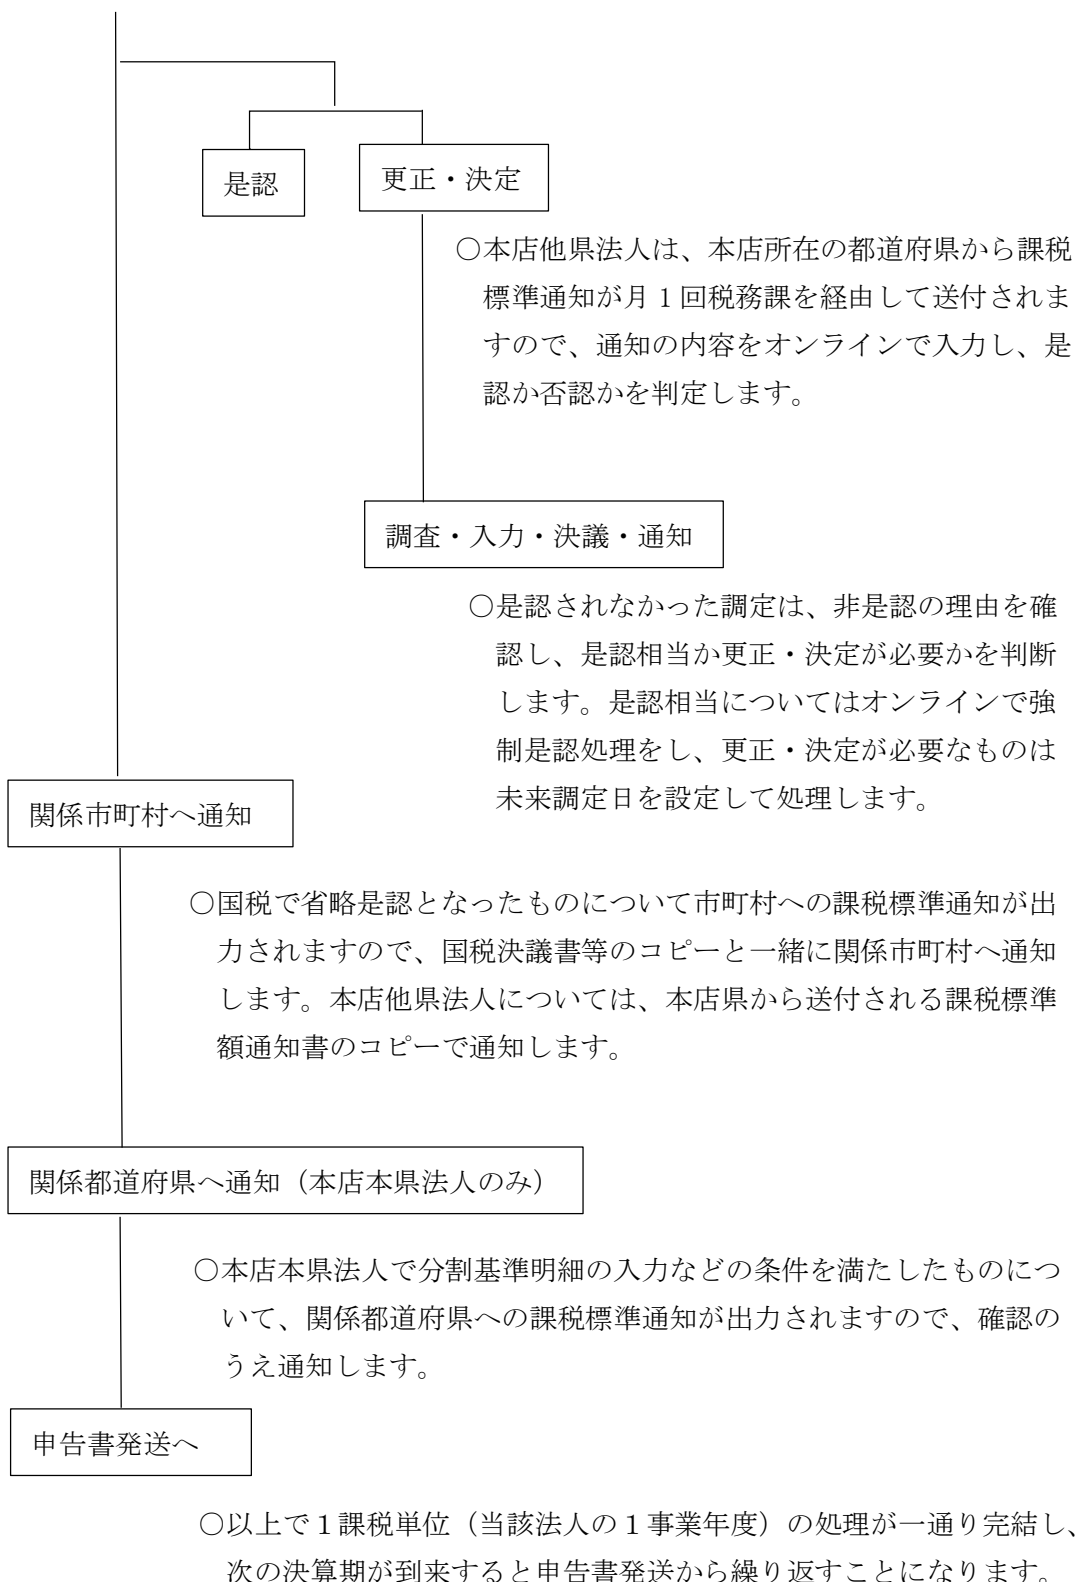 是認
更正・決定
○本店他県法人は、本店所在の都道府県から課税
標準通知が月1回税務課を経由して送付されま
すので、通知の内容をオンラインで入力し、是
認か否認かを判定します。
調査・入力・決議・通知
○是認されなかった調定は、非是認の理由を確
認し、是認相当か更正・決定が必要かを判断
します。是認相当についてはオンラインで強
制是認処理をし、更正・決定が必要なものは
未来調定日を設定して処理します。
関係市町村へ通知
○国税で省略是認となったものについて市町村への課税標準通知が出
力されますので、国税決議書等のコピーと一緒に関係市町村へ通知
します。本店他県法人については、本店県から送付される課税標準
額通知書のコピーで通知します。
関係都道府県へ通知（本店本県法人のみ）
○本店本県法人で分割基準明細の入力などの条件を満たしたものにつ
いて、関係都道府県への課税標準通知が出力されますので、確認の
うえ通知します。
申告書発送へ
○以上で１課税単位（当該法人の１事業年度）の処理が一通り完結し、
次の決算期が到来すると申告書発送から繰り返すことになります。